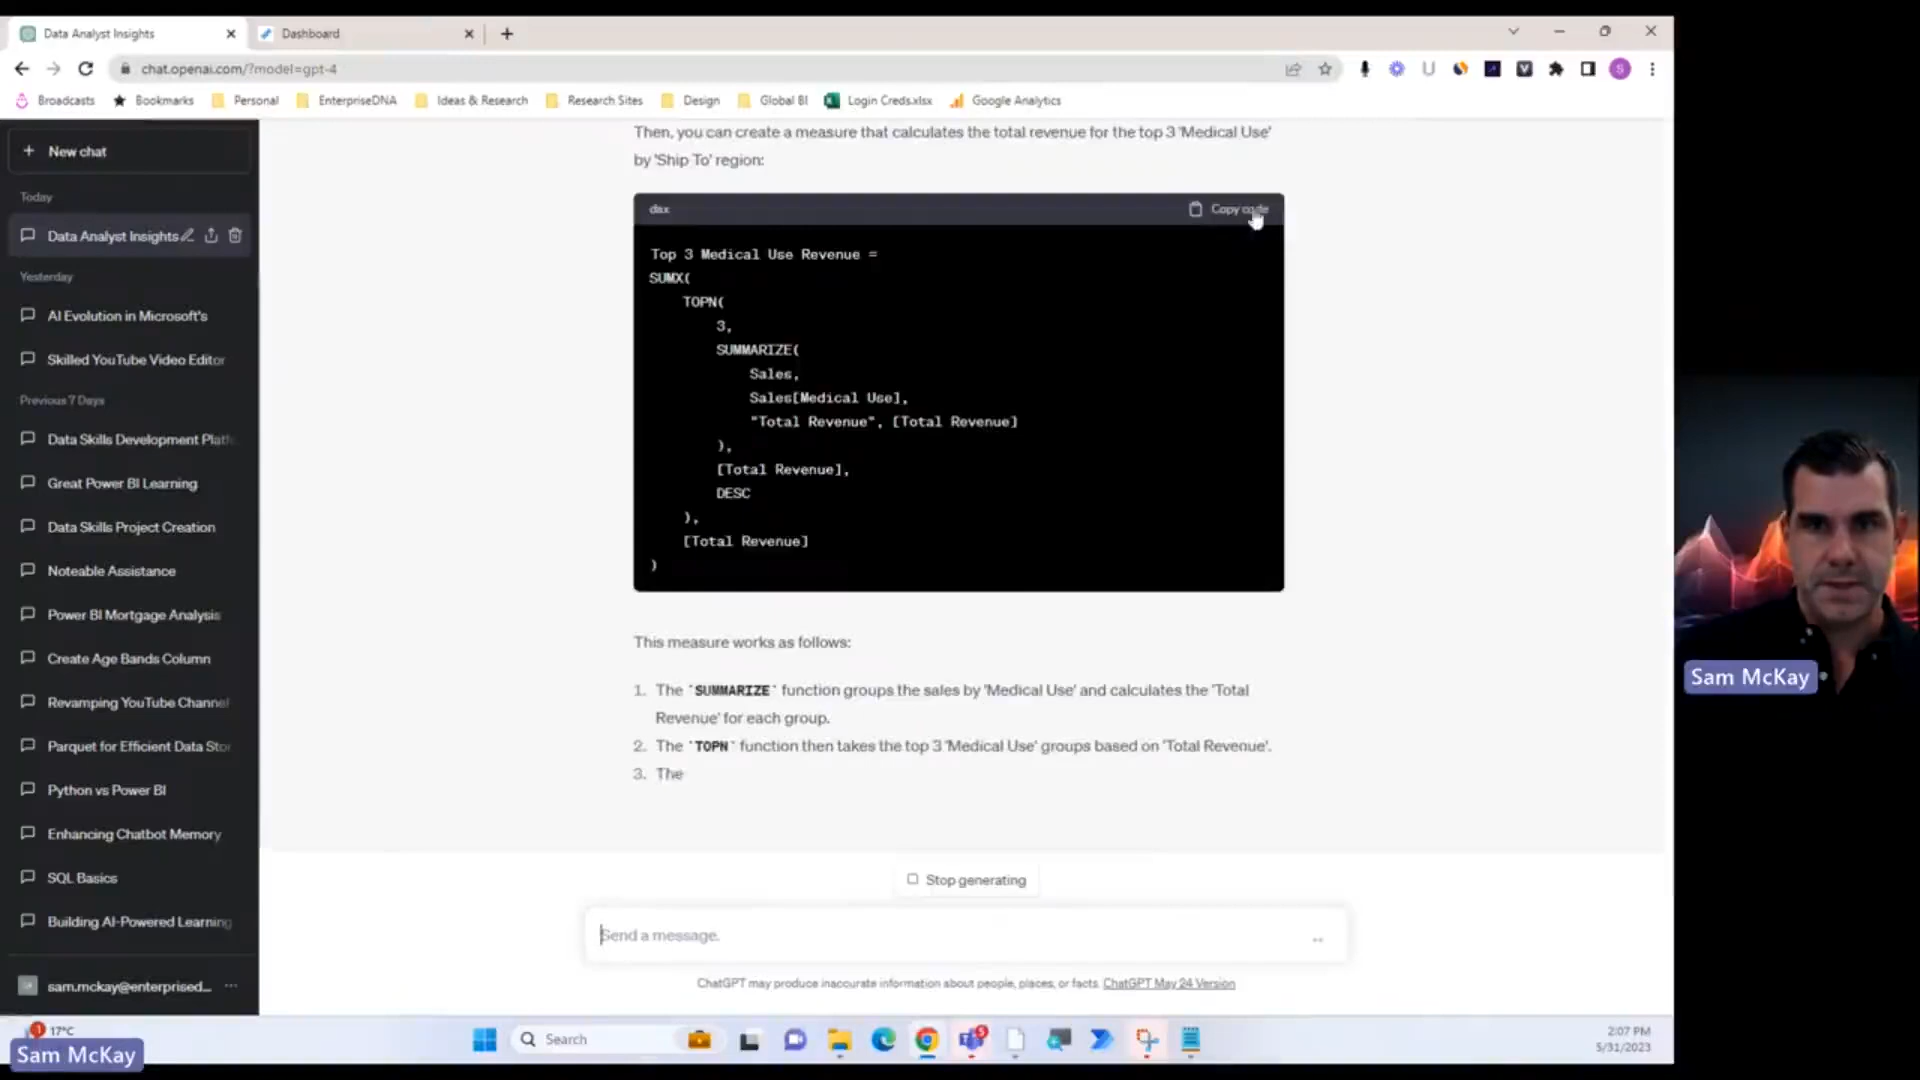 Data Analyst Insights
Dashboard
chat.openai.com/?model=gpt-4
Broadcasts
Bookmarks
Personal
EnterpriseDNA
Ideas & Research
Research Sites
Design
Global BI
Login Creds.xlsx
Google Analytics
+ New chat
Today
Data Analyst Insights
Yesterday
AI Evolution in Microsoft's
Skilled YouTube Video Editor
Previous 7 Days
Data Skills Development Platf
Great Power BI Learning
Data Skills Project Creation
Noteable Assistance
Power BI Mortgage Analysis
Create Age Bands Column
Revamping YouTube Channel
Parquet for Efficient Data Stor
Python vs Power BI
Enhancing Chatbot Memory
SQL Basics
Building AI-Powered Learning
sam.mckay@enterprised...
Then, you can create a measure that calculates the total revenue for the top 3 'Medical Use'
by 'Ship To' region:
dax
Copy code
Top 3 Medical Use Revenue =
SUMX(
TOPN(
3,
SUMMARIZE(
Sales,
Sales[Medical Use],
"Total Revenue", [Total Revenue]
),
[Total Revenue],
DESC
),
[Total Revenue]
)
This measure works as follows:
1. The `SUMMARIZE` function groups the sales by 'Medical Use' and calculates the 'Total
Revenue' for each group.
2. The `TOPN` function then takes the top 3 'Medical Use' groups based on 'Total Revenue'.
3. The
Stop generating
Send a message.
ChatGPT may produce inaccurate information about people, places, or facts. ChatGPT May 24 Version
Sam McKay
1
17°C
Sam McKay
Search
5
2:07 PM
5/31/2023